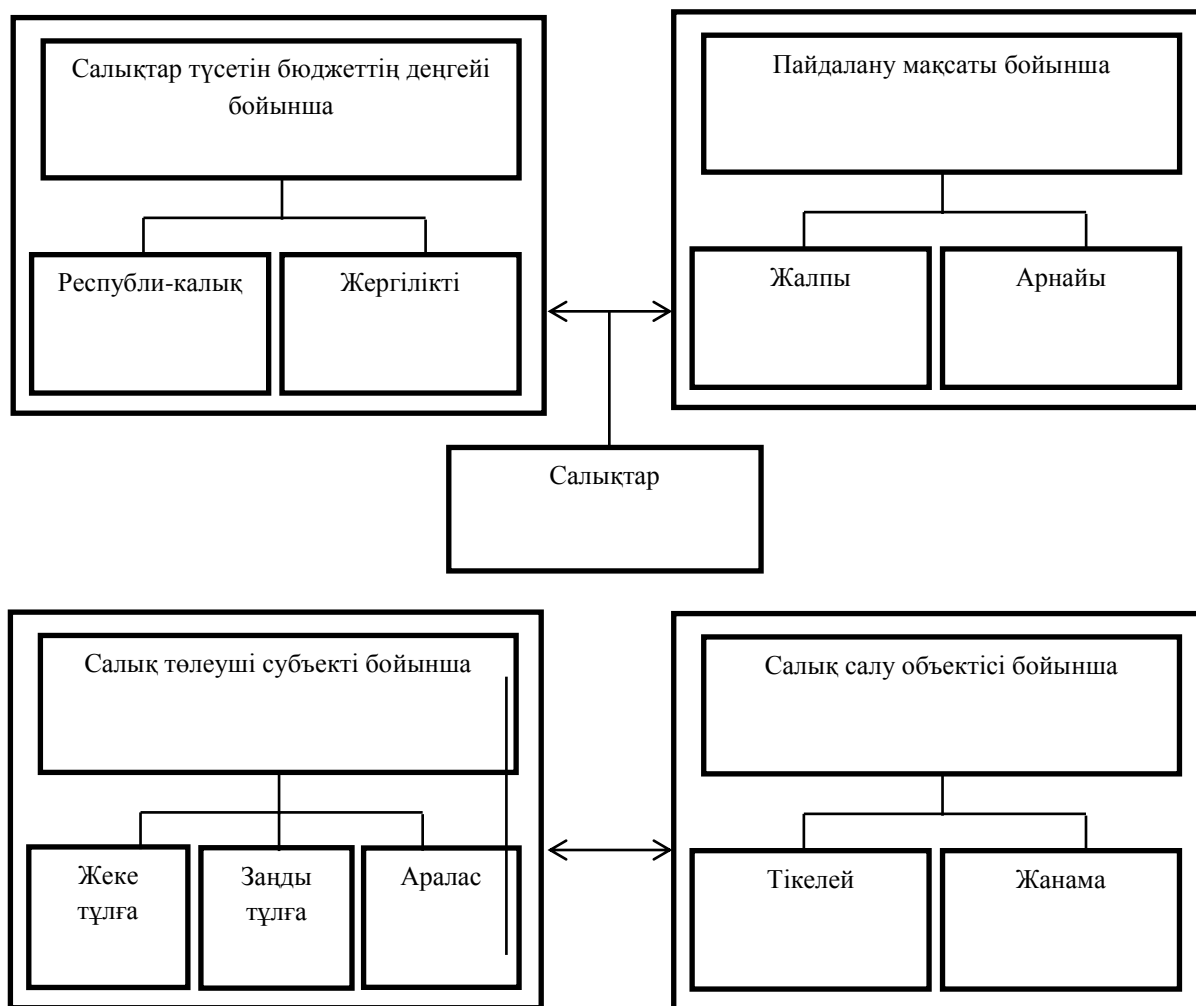 Салықтар түсетін бюджеттің деңгейі
бойынша
Пайдалану мақсаты бойынша
Республи-калық
Жергілікті
Жалпы
Арнайы
Салықтар
Салық төлеуші субъекті бойынша
Салық салу объектісі бойынша
Жеке
тұлға
Заңды
тұлға
Аралас
Тікелей
Жанама